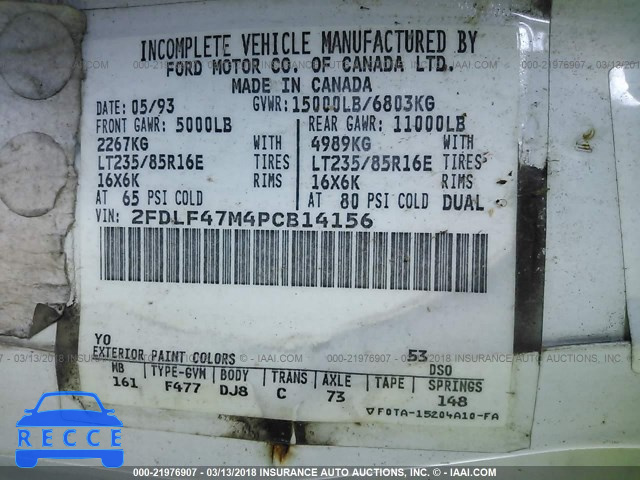 INCOMPLETE VEHICLE MANUFACTURED BY
FORD MOTOR CO. OF CANADA LTD.
MADE IN CANADA
DATE: 05/93 GVWR: 15000LB/6803KG
FRONT GAWR: 5000LB REAR GAWR: 11000LB
2267KG WITH 4989KG WITH
LT235/85R16E TIRES LT235/85R16E TIRES
16X6K RIMS 16X6K RIMS
AT 65 PSI COLD AT 80 PSI COLD DUAL
VIN: 2FDLF47M4PCB14156
YO
EXTERIOR PAINT COLORS 53 DSO
WB TYPE-GVM BODY TRANS AXLE TAPE SPRINGS
161 F477 DJ8 C 73 148
F0TA-15204A10-FA
RECCE
000-21976907 - 03/13/2018 INSURANCE AUTO AUCTIONS - © IAAI.COM